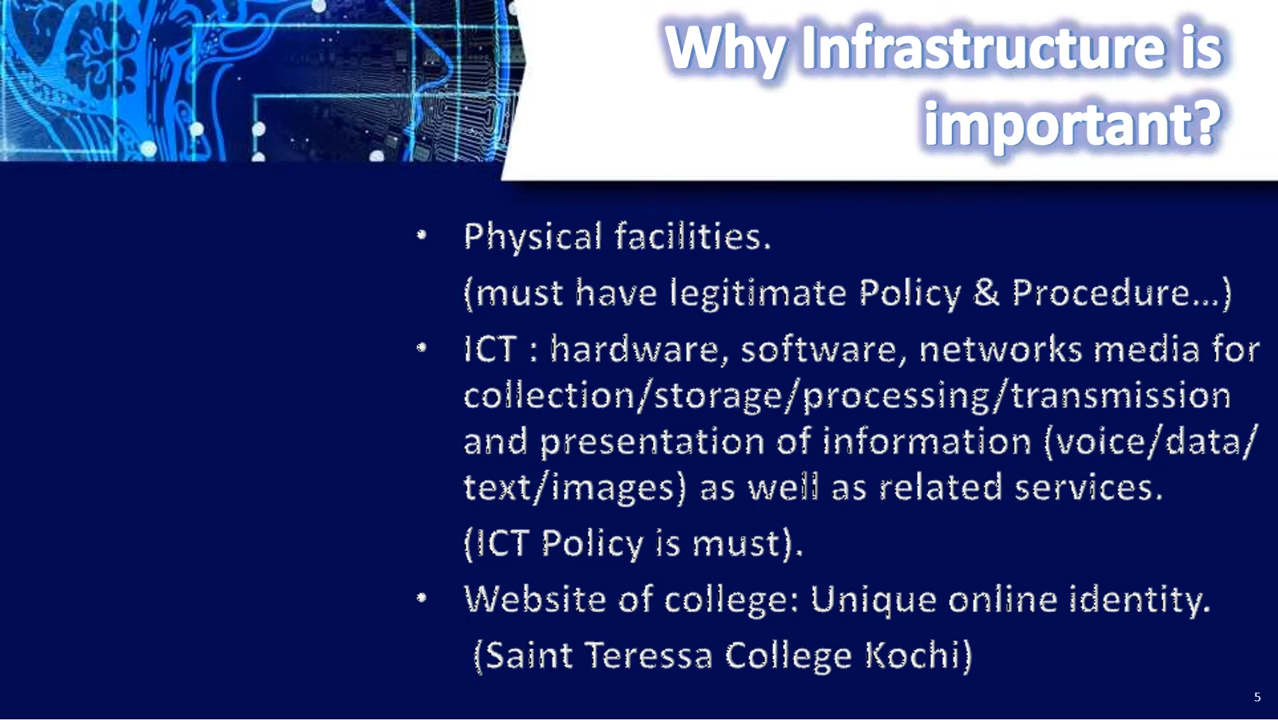 Why Infrastructure is
important?
• Physical facilities.
(must have legitimate Policy & Procedure...)
• ICT : hardware, software, networks media for
collection/storage/processing/transmission
and presentation of information (voice/data/
text/images) as well as related services.
(ICT Policy is must).
• Website of college: Unique online identity.
(Saint Teressa College Kochi)
5